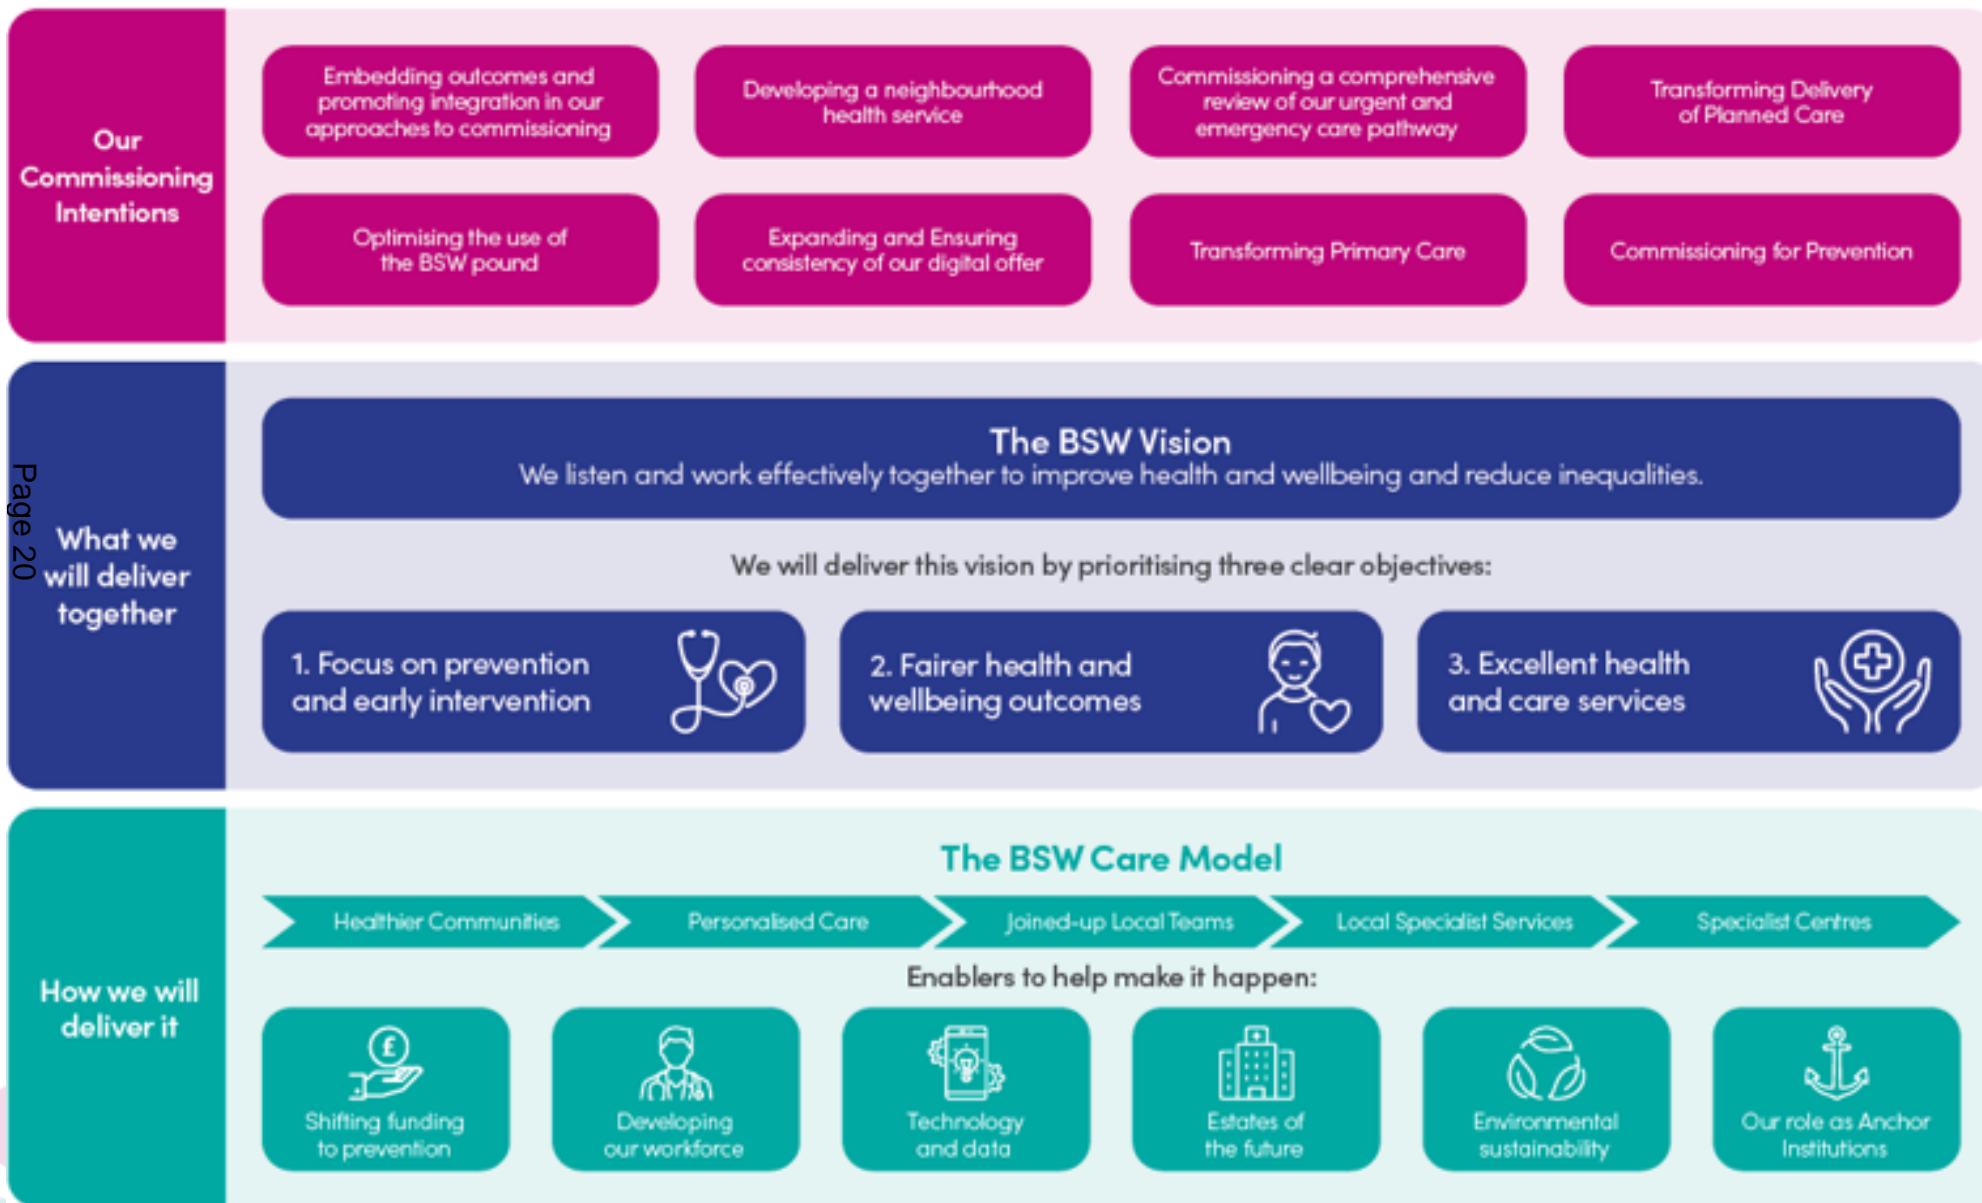 Our
Commissioning
Intentions
Embedding outcomes and
promoting integration in our
approaches to commissioning
Developing a neighbourhood
health service
Commissioning a comprehensive
review of our urgent and
emergency care pathway
Transforming Delivery
of Planned Care
Optimising the use of
the BSW pound
Expanding and Ensuring
consistency of our digital offer
Transforming Primary Care
Commissioning for Prevention
Page 20
What we
will deliver
together
The BSW Vision
We listen and work effectively together to improve health and wellbeing and reduce inequalities.
We will deliver this vision by prioritising three clear objectives:
1. Focus on prevention
and early intervention
2. Fairer health and
wellbeing outcomes
3. Excellent health
and care services
How we will
deliver it
The BSW Care Model
Healthier Communities
Personalised Care
Joined-up Local Teams
Local Specialist Services
Specialist Centres
Enablers to help make it happen:
£
Shifting funding
to prevention
Developing
our workforce
Technology
and data
Estates of
the future
Environmental
sustainability
Our role as Anchor
Institutions